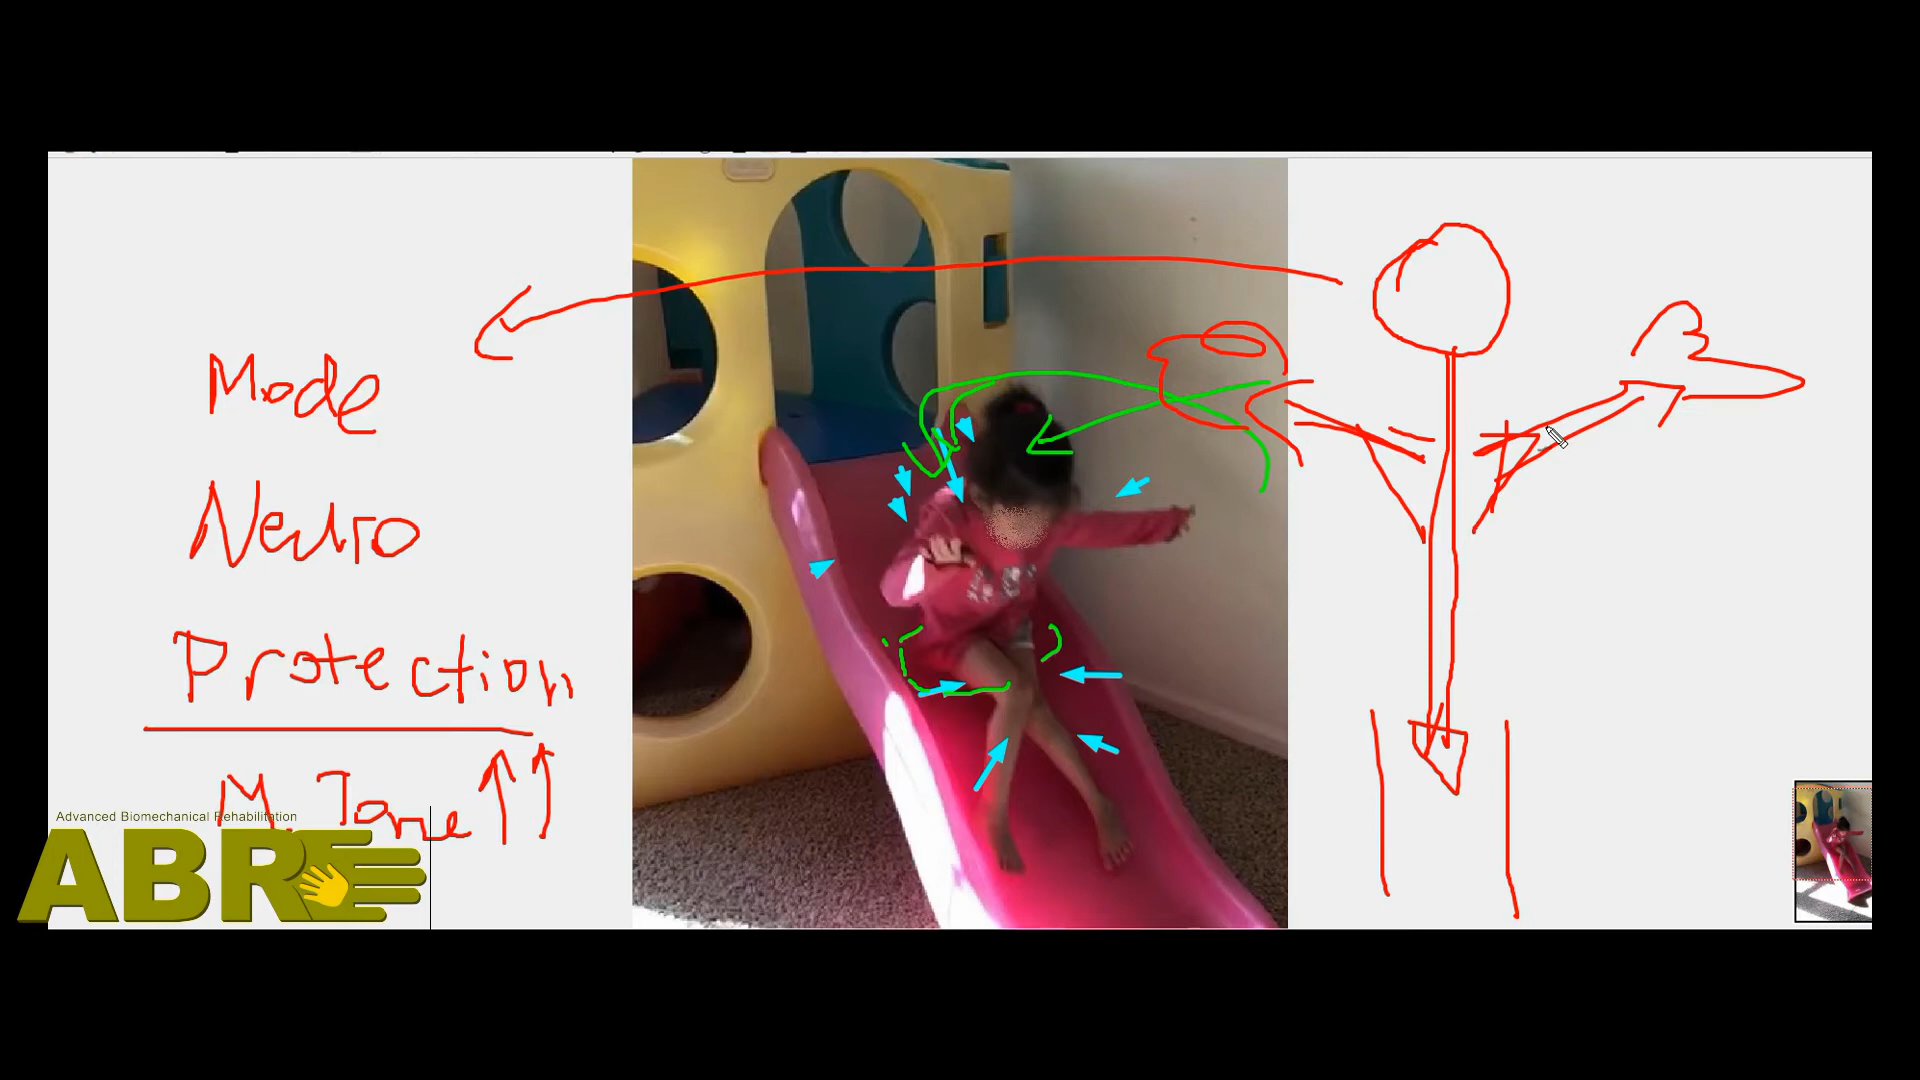 Mode
Neuro
Protection
M. Tone ↑↑
Advanced Biomechanical Rehabilitation
ABR